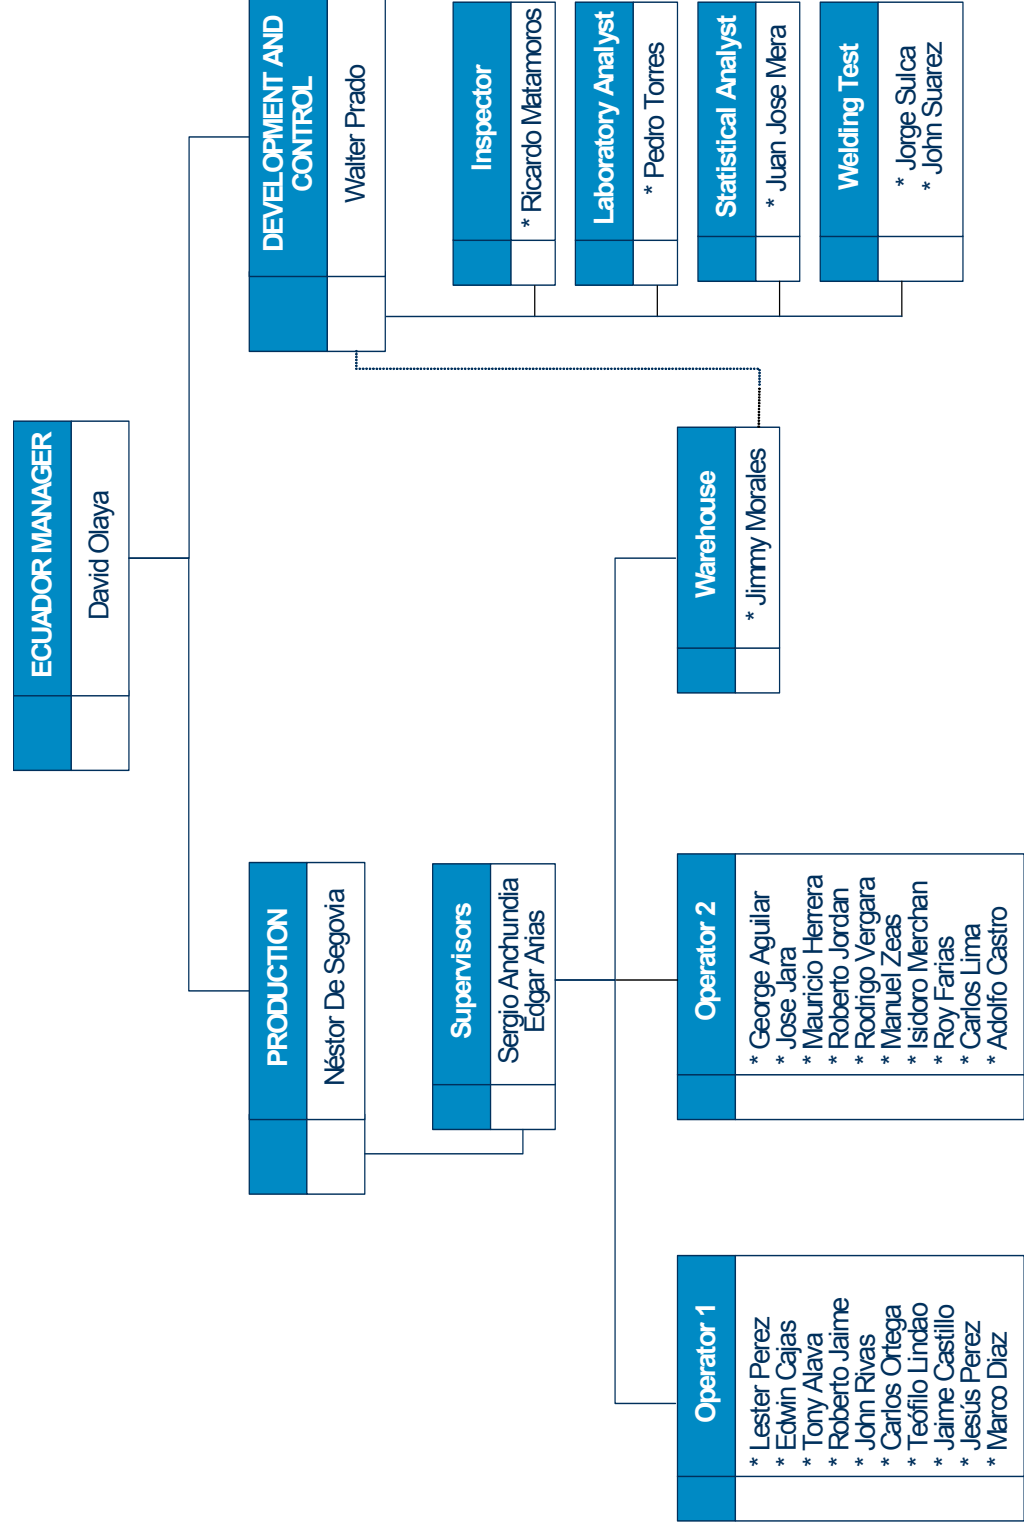 ECUADOR MANAGER
David Olaya
PRODUCTION
Néstor De Segovia
DEVELOPMENT AND
CONTROL
Walter Prado
Supervisors
Sergio Anchundia
Edgar Arias
Inspector
* Ricardo Matamoros
Laboratory Analyst
* Pedro Torres
Statistical Analyst
* Juan Jose Mera
Welding Test
* Jorge Sulca
* John Suarez
Operator 1
* Lester Perez
* Edwin Cajas
* Tony Alava
* Roberto Jaime
* John Rivas
* Carlos Ortega
* Teófilo Lindao
* Jaime Castillo
* Jesús Perez
* Marco Diaz
Operator 2
* George Aguilar
* Jose Jara
* Mauricio Herrera
* Roberto Jordan
* Rodrigo Vergara
* Manuel Zeas
* Isidoro Merchan
* Roy Farias
* Carlos Lima
* Adolfo Castro
Warehouse
* Jimmy Morales